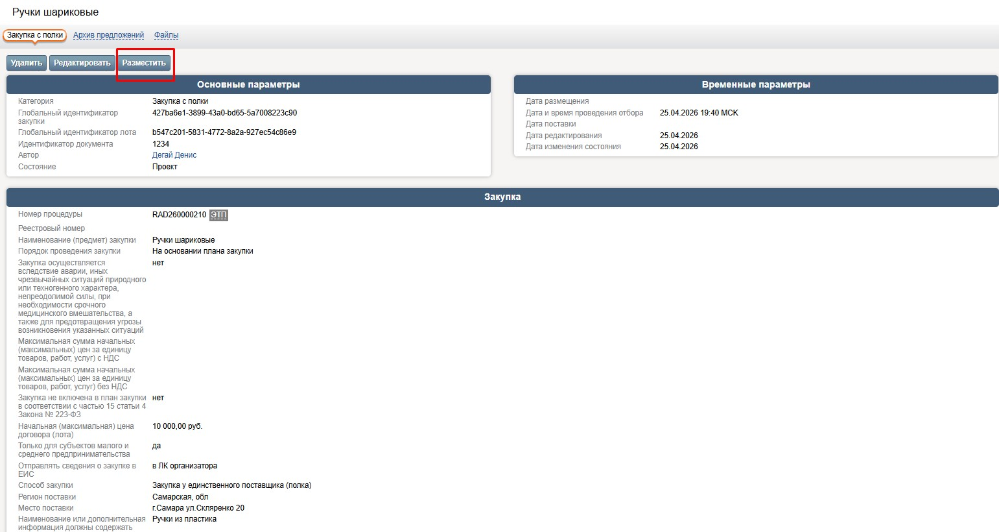 Ручки шариковые
Закупка с полки Архив предложений Файлы
Удалить Редактировать Разместить
Основные параметры
Категория Закупка с полки
Глобальный идентификатор
закупки 427ba6e1-3899-43a0-bd65-5a7008223c90
Глобальный идентификатор лота b547c201-5831-4772-8a2a-927ec54c86e9
Идентификатор документа 1234
Автор Дегай Денис
Состояние Проект
Временные параметры
Дата размещения
Дата и время проведения отбора 25.04.2026 19:40 МСК
Дата поставки
Дата редактирования 25.04.2026
Дата изменения состояния 25.04.2026
Закупка
Номер процедуры RAD260000210 ЭТП
Реестровый номер
Наименование (предмет) закупки Ручки шариковые
Порядок проведения закупки На основании плана закупки
Закупка осуществляется нет
вследствие аварии, иных
чрезвычайных ситуаций природного
или техногенного характера,
непреодолимой силы, при
необходимости срочного
медицинского вмешательства, а
также для предотвращения угрозы
возникновения указанных ситуаций
Максимальная сумма начальных
(максимальных) цен за единицу
товаров, работ, услуг) с НДС
Максимальная сумма начальных
(максимальных) цен за единицу
товаров, работ, услуг) без НДС
Закупка не включена в план закупки нет
в соответствии с частью 15 статьи 4
Закона № 223-ФЗ
Начальная (максимальная) цена 10 000,00 руб.
договора (лота)
Только для субъектов малого и да
среднего предпринимательства
Отправлять сведения о закупке в в ЛК организатора
ЕИС
Способ закупки Закупка у единственного поставщика (полка)
Регион поставки Самарская, обл
Место поставки г.Самара ул.Скляренко 20
Наименование или дополнительная Ручки из пластика
информация должны содержать